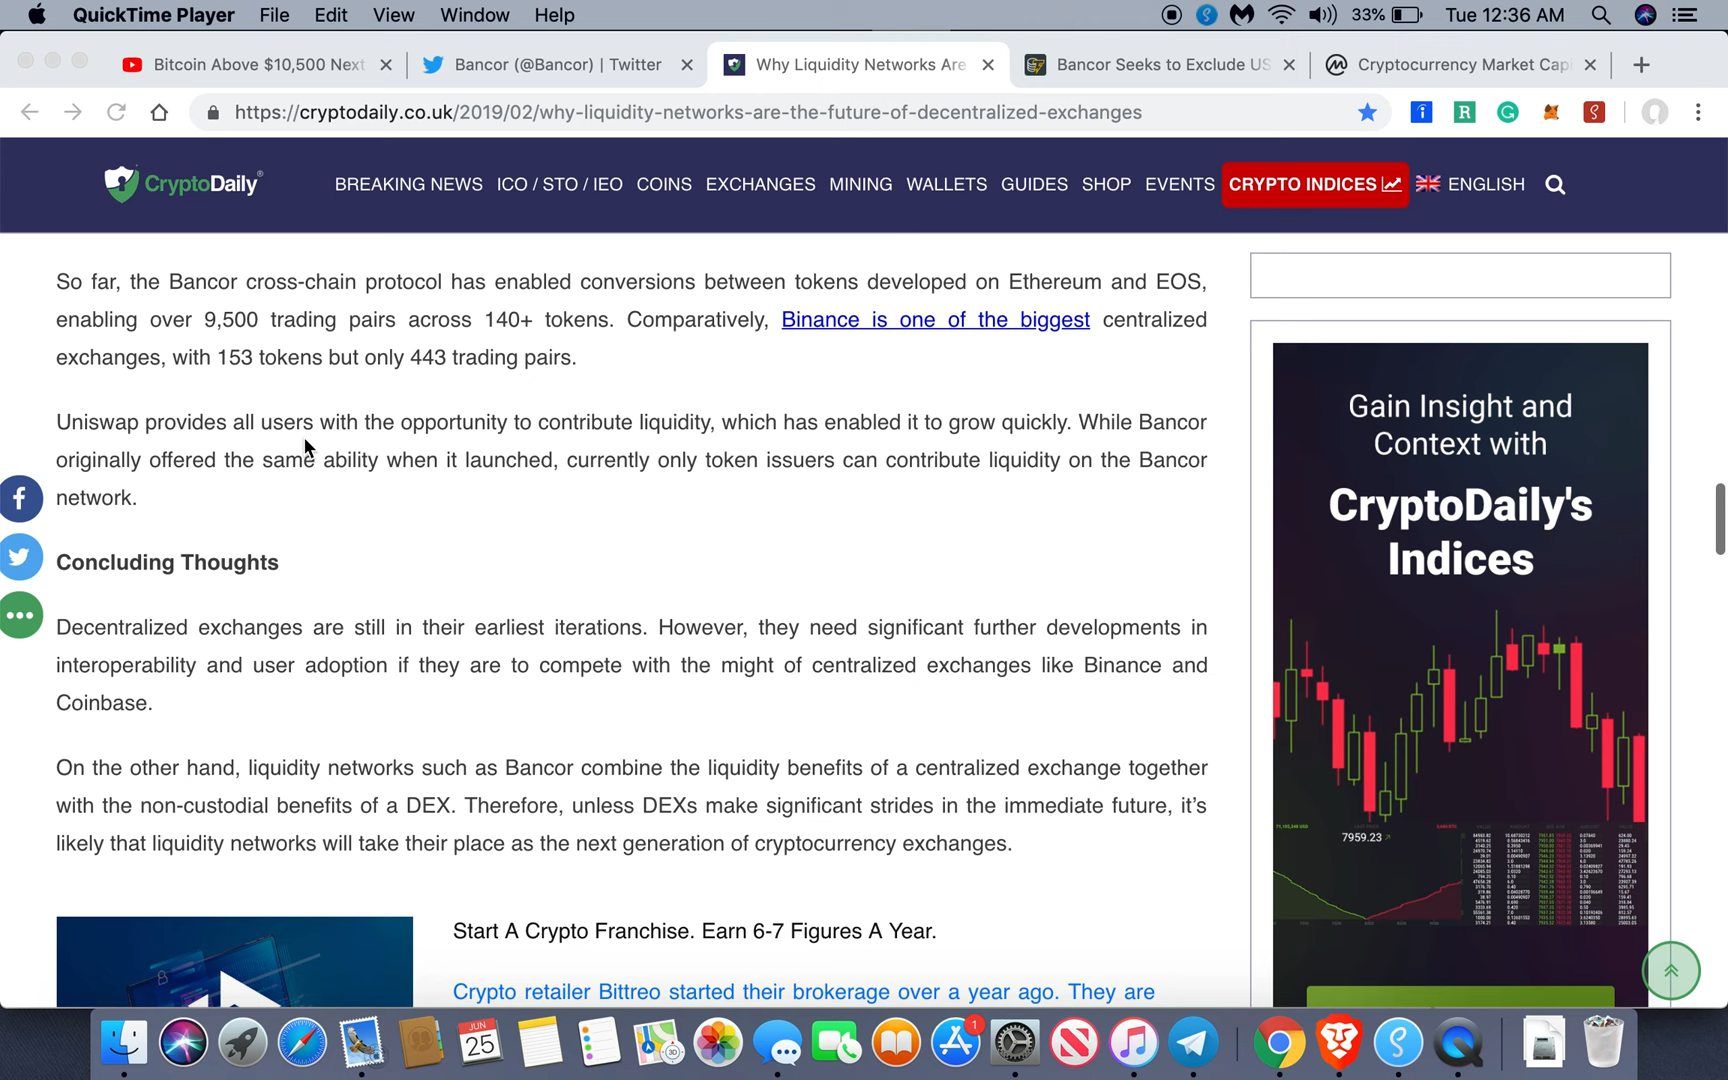 QuickTime Player File Edit View Window Help 33% Tue 12:36 AM
Bitcoin Above $10,500 Next Bancor (@Bancor) | Twitter Why Liquidity Networks Are Bancor Seeks to Exclude US Cryptocurrency Market Cap
https://cryptodaily.co.uk/2019/02/why-liquidity-networks-are-the-future-of-decentralized-exchanges
CryptoDaily BREAKING NEWS ICO / STO / IEO COINS EXCHANGES MINING WALLETS GUIDES SHOP EVENTS CRYPTO INDICES ENGLISH
So far, the Bancor cross-chain protocol has enabled conversions between tokens developed on Ethereum and EOS,
enabling over 9,500 trading pairs across 140+ tokens. Comparatively, Binance is one of the biggest centralized
exchanges, with 153 tokens but only 443 trading pairs.
Uniswap provides all users with the opportunity to contribute liquidity, which has enabled it to grow quickly. While Bancor
originally offered the same ability when it launched, currently only token issuers can contribute liquidity on the Bancor
network.
Concluding Thoughts
Decentralized exchanges are still in their earliest iterations. However, they need significant further developments in
interoperability and user adoption if they are to compete with the might of centralized exchanges like Binance and
Coinbase.
On the other hand, liquidity networks such as Bancor combine the liquidity benefits of a centralized exchange together
with the non-custodial benefits of a DEX. Therefore, unless DEXs make significant strides in the immediate future, it's
likely that liquidity networks will take their place as the next generation of cryptocurrency exchanges.
Start A Crypto Franchise. Earn 6-7 Figures A Year.
Crypto retailer Bittreo started their brokerage over a year ago. They are
Gain Insight and
Context with
CryptoDaily's
Indices
7959.23
JUN
25
3D
1